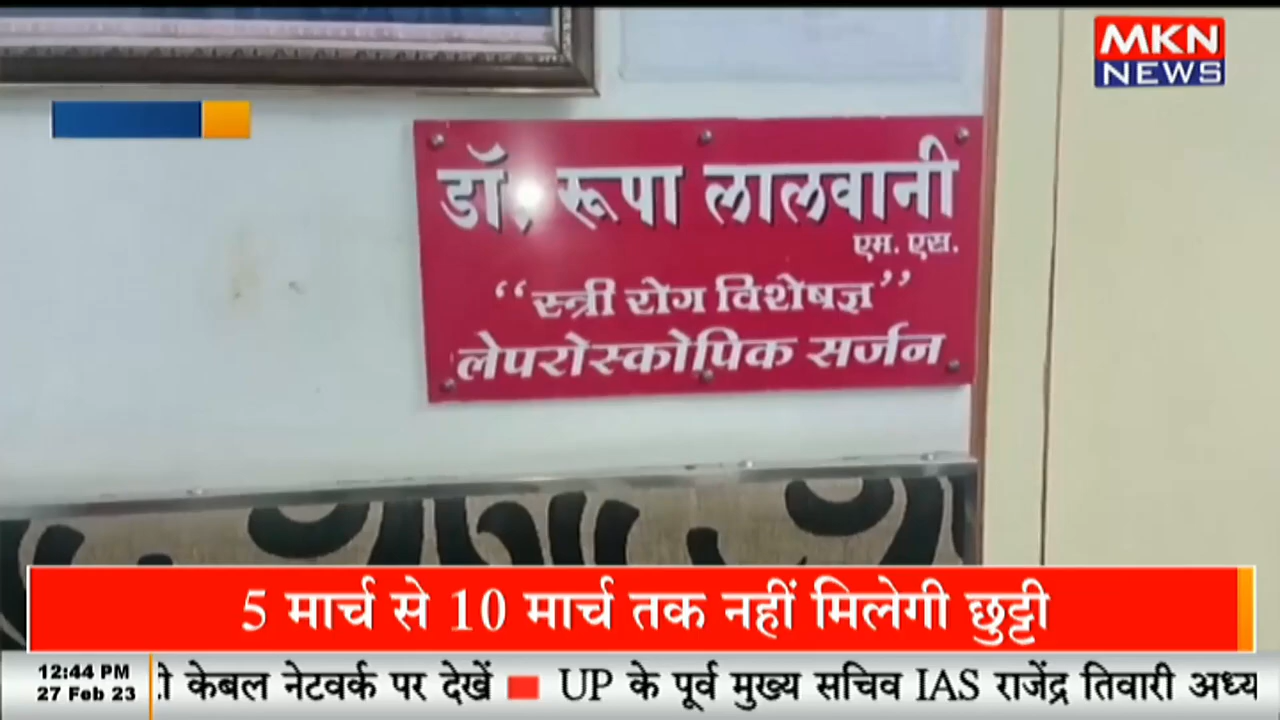 MKN
NEWS
डॉ. रूपा लालवानी
एम. एस.
“स्त्री रोग विशेषज्ञ”
लेपरोस्कोपिक सर्जन
5 मार्च से 10 मार्च तक नहीं मिलेगी छुट्टी
12:44 PM
27 Feb 23
केबल नेटवर्क पर देखें UP के पूर्व मुख्य सचिव IAS राजेंद्र तिवारी